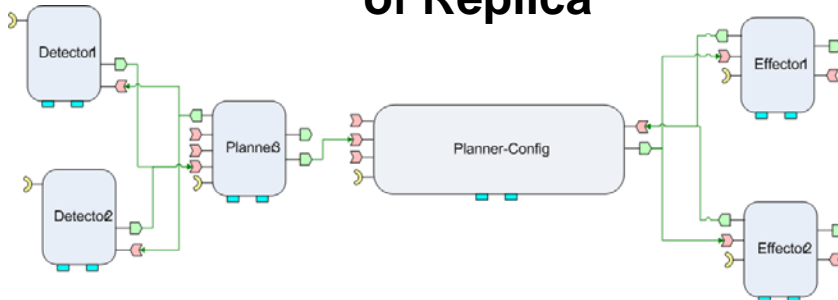 of Replica
Detector1
Effector1
Planner3
Planner-Config
Detector2
Effector2